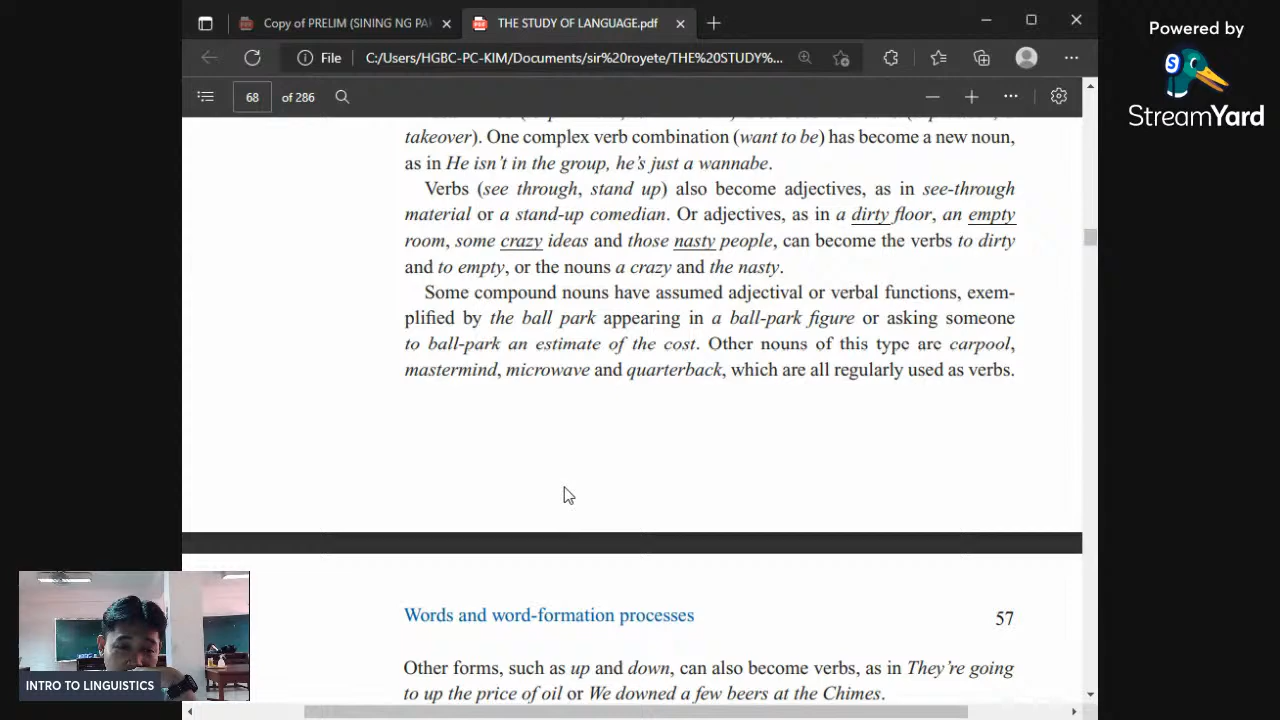 Copy of PRELIM (SINING NG PA
THE STUDY OF LANGUAGE.pdf
File
C:/Users/HGBC-PC-KIM/Documents/sir%20royete/THE%20STUDY%...
68 of 286
takeover). One complex verb combination (want to be) has become a new noun,
as in He isn't in the group, he's just a wannabe.
Verbs (see through, stand up) also become adjectives, as in see-through
material or a stand-up comedian. Or adjectives, as in a dirty floor, an empty
room, some crazy ideas and those nasty people, can become the verbs to dirty
and to empty, or the nouns a crazy and the nasty.
Some compound nouns have assumed adjectival or verbal functions, exem-
plified by the ball park appearing in a ball-park figure or asking someone
to ball-park an estimate of the cost. Other nouns of this type are carpool,
mastermind, microwave and quarterback, which are all regularly used as verbs.
Words and word-formation processes
57
Other forms, such as up and down, can also become verbs, as in They're going
to up the price of oil or We downed a few beers at the Chimes.
INTRO TO LINGUISTICS
Powered by
S
StreamYard